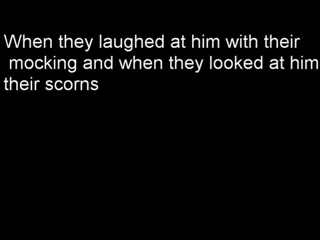 When they laughed at him with their
mocking and when they looked at him
their scorns